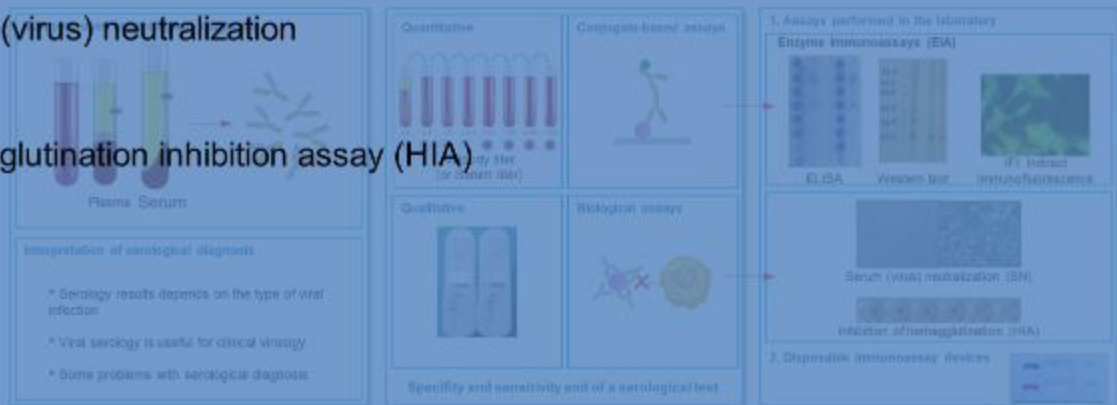 (virus) neutralization
glutination inhibition assay (HIA)
Quantitative
Conjugate-based assays
1. Assays performed in the laboratory
Enzyme immunoassays (EIA)
(or Serum titer)
ELISA
Western blot
IFI. Indirect
immunofluorescence
Plasma Serum
Qualitative
Biological assays
Interpretation of serological diagnosis
* Serology results depends on the type of viral
infection
* Viral serology is useful for clinical virology
* Some problems with serological diagnosis
Serum (virus) neutralization (SN)
Inhibition of hemagglutination (HIA)
2. Disposable immunoassay devices
Specifity and sensitivity and of a serological test